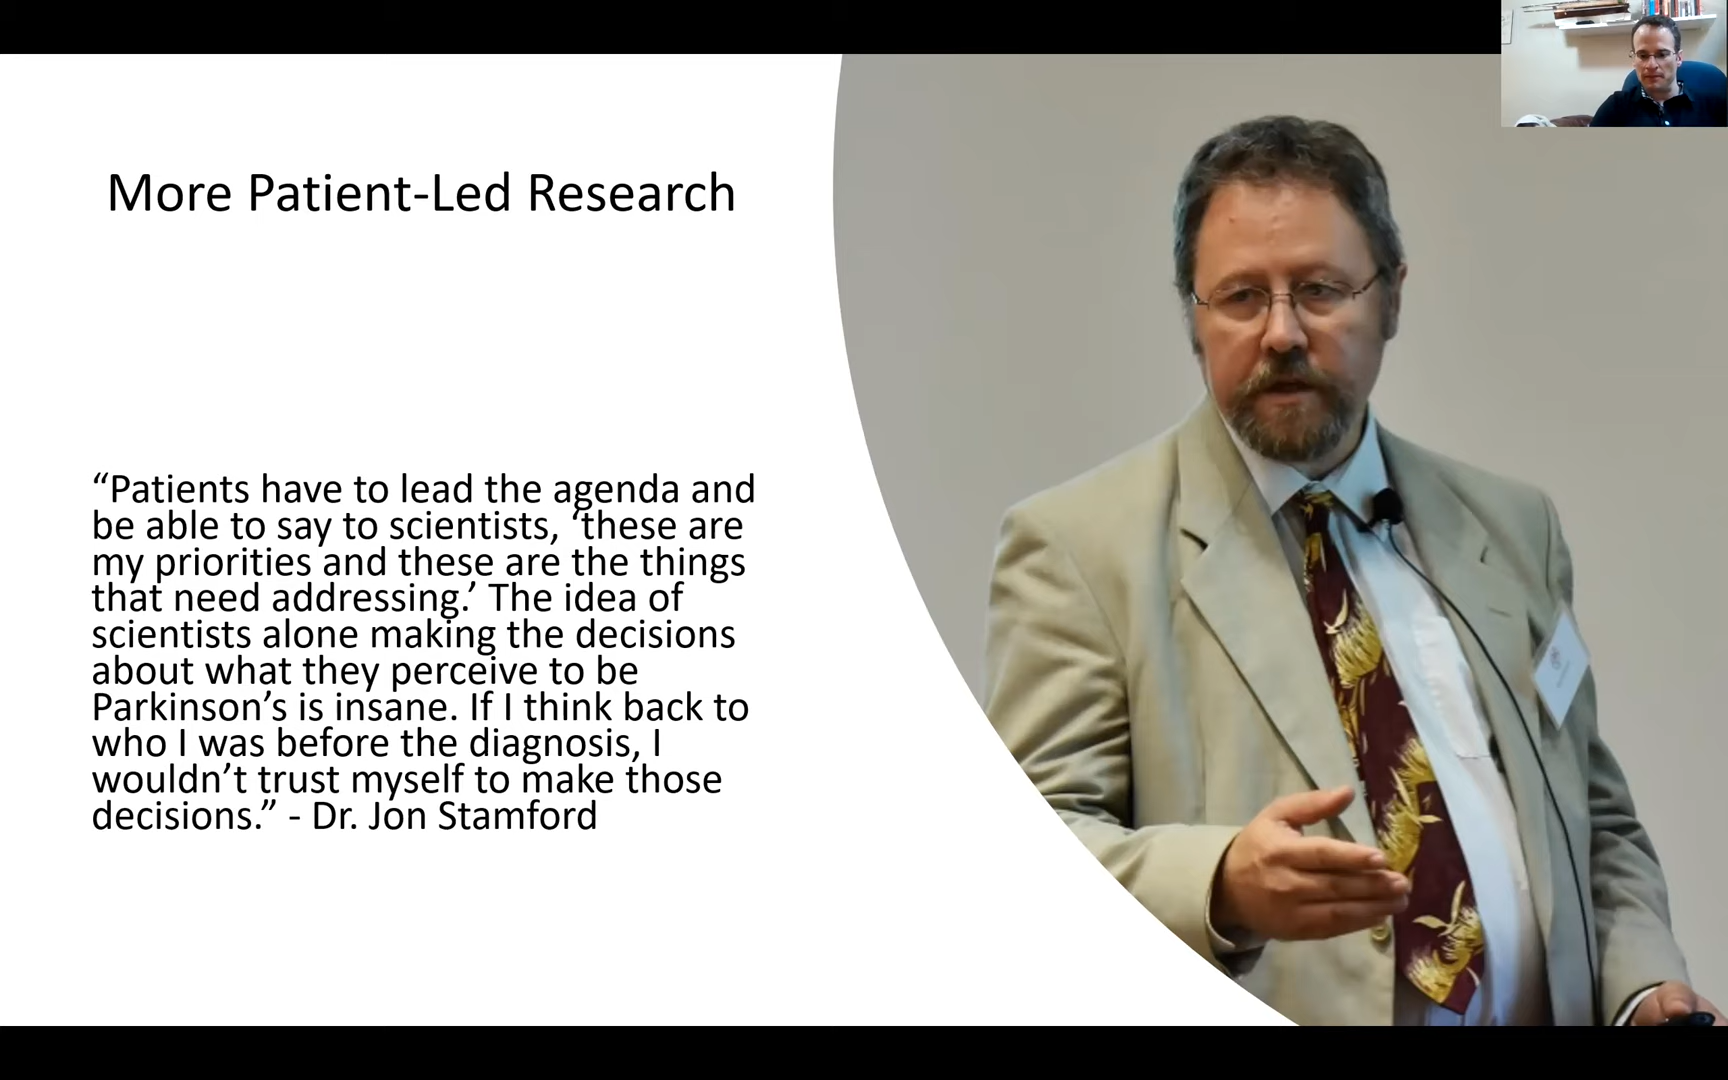 More Patient-Led Research
“Patients have to lead the agenda and
be able to say to scientists, ‘these are
my priorities and these are the things
that need addressing.’ The idea of
scientists alone making the decisions
about what they perceive to be
Parkinson’s is insane. If I think back to
who I was before the diagnosis, I
wouldn’t trust myself to make those
decisions.” - Dr. Jon Stamford